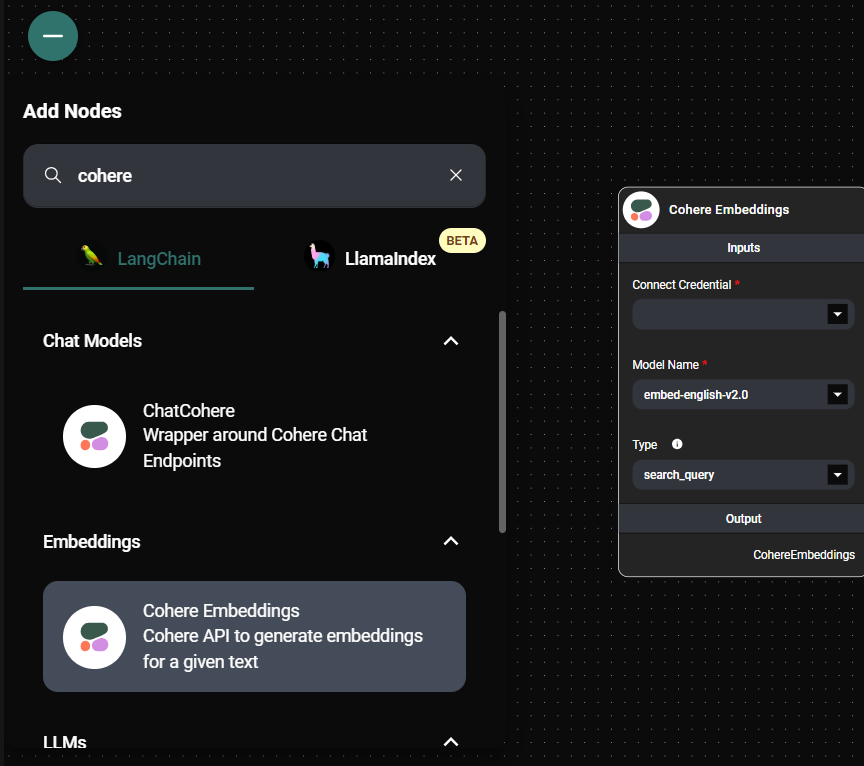 Add Nodes
cohere
LangChain
LlamaIndex
BETA
Chat Models
ChatCohere
Wrapper around Cohere Chat
Endpoints
Embeddings
Cohere Embeddings
Cohere API to generate embeddings
for a given text
LLMs
Cohere Embeddings
Inputs
Connect Credential *
Model Name *
embed-english-v2.0
Type
search_query
Output
CohereEmbeddings